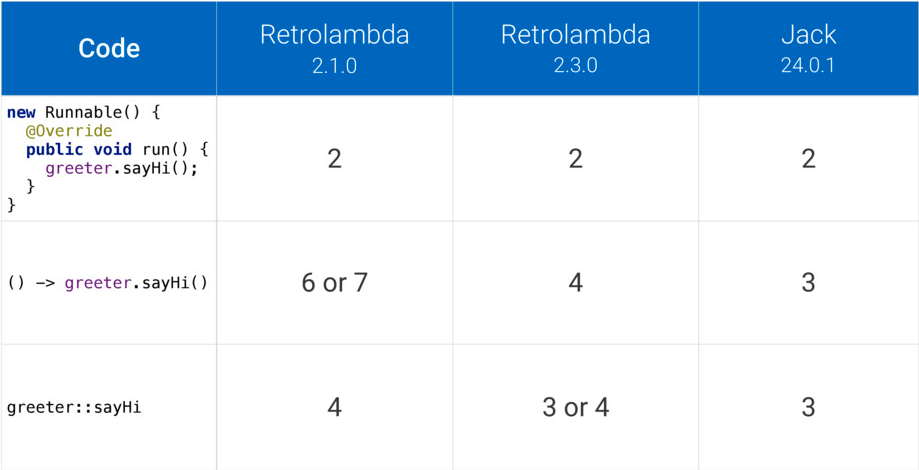 Code
Retrolambda
2.1.0
Retrolambda
2.3.0
Jack
24.0.1
new Runnable() {
  @Override
  public void run() {
    greeter.sayHi();
  }
}
2
2
2
() -> greeter.sayHi()
6 or 7
4
3
greeter::sayHi
4
3 or 4
3